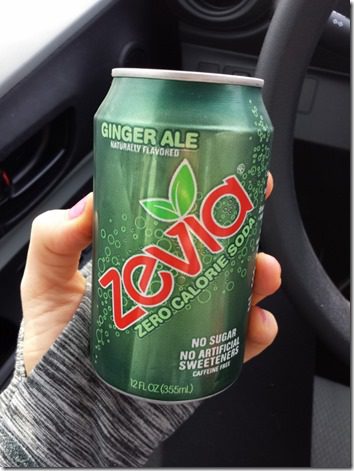 GINGER ALE
NATURALLY FLAVORED
zevia®
ZERO CALORIE SODA
NO SUGAR
NO ARTIFICIAL
SWEETENERS
CAFFEINE FREE
12 FL OZ (355mL)